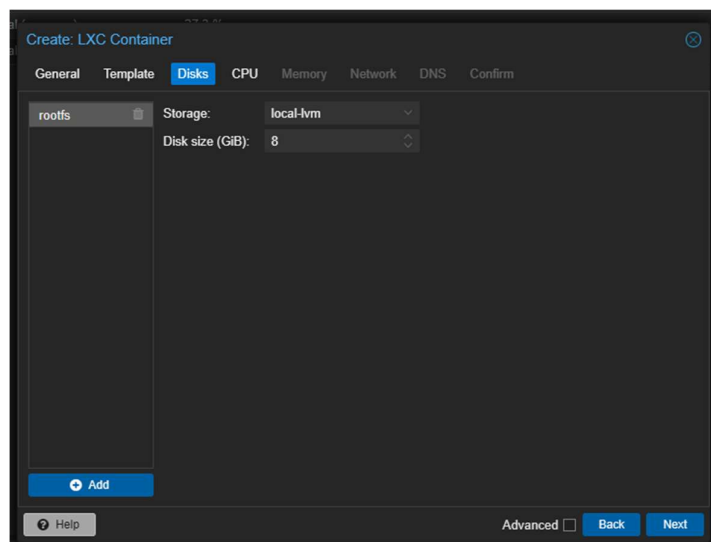 Create: LXC Container
General Template Disks CPU Memory Network DNS Confirm
rootfs
Storage: local-lvm
Disk size (GiB): 8
Add
Help
Advanced Back Next